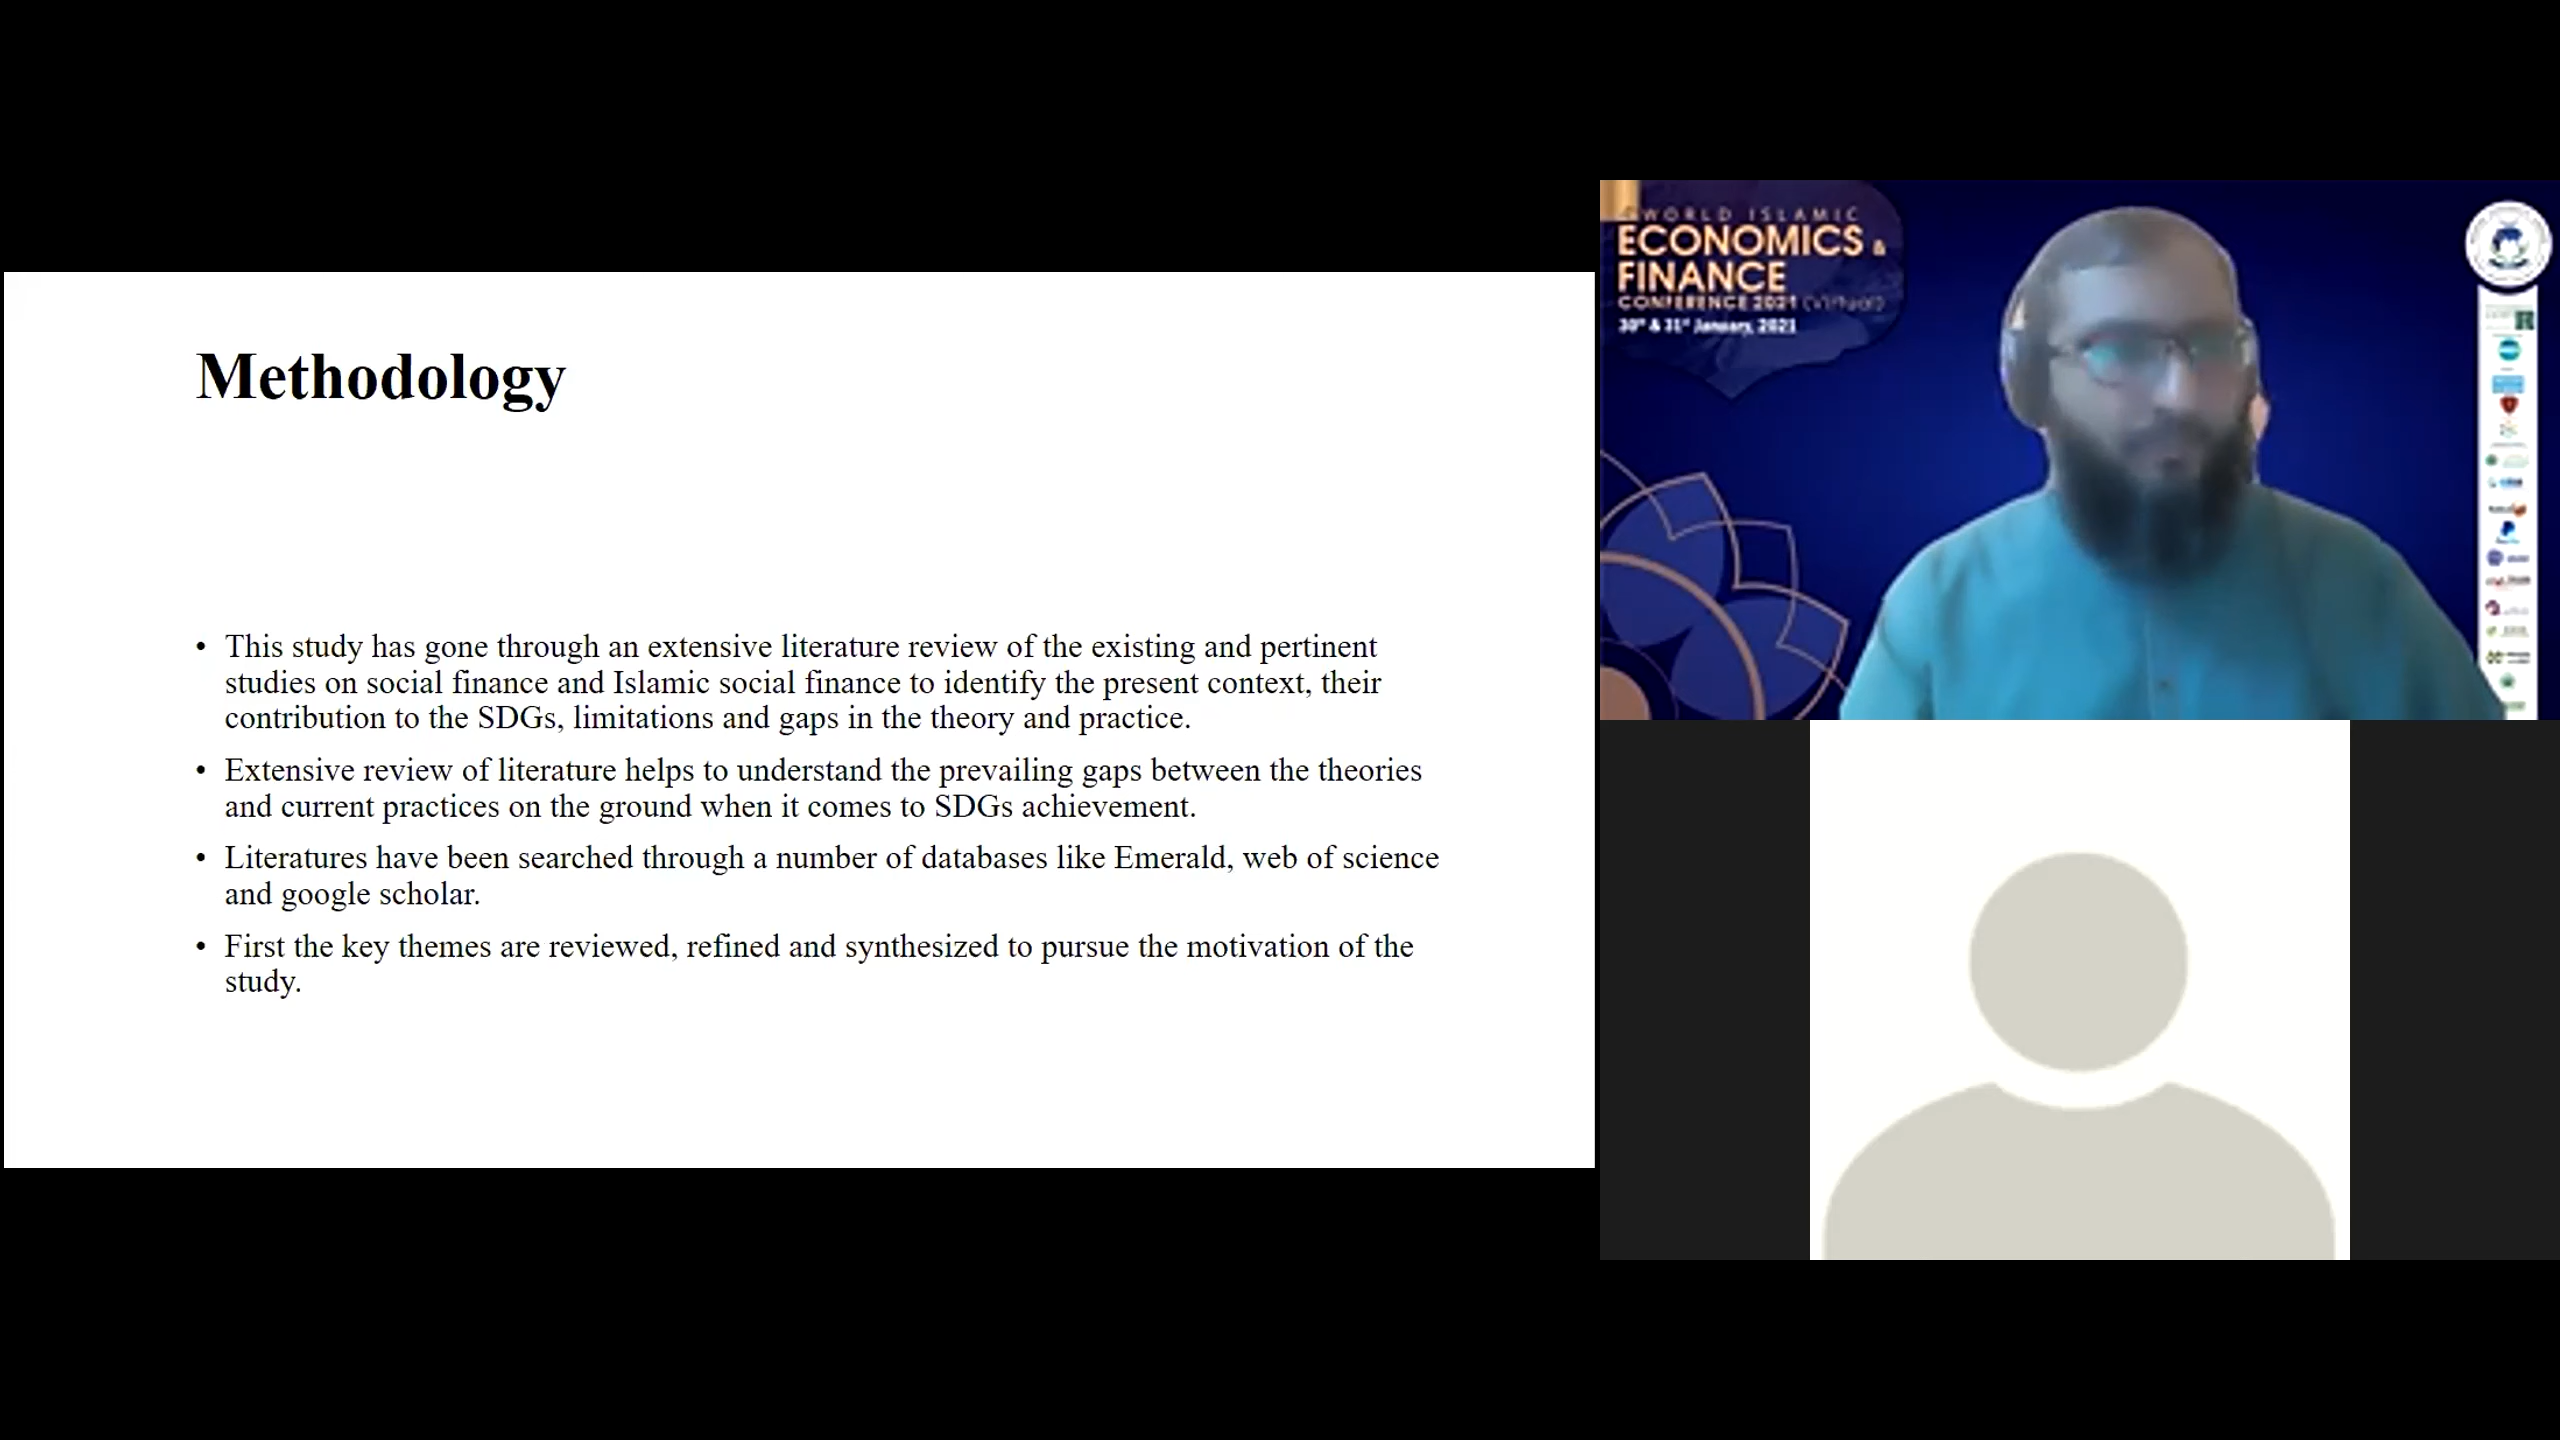 Methodology
• This study has gone through an extensive literature review of the existing and pertinent
studies on social finance and Islamic social finance to identify the present context, their
contribution to the SDGs, limitations and gaps in the theory and practice.
• Extensive review of literature helps to understand the prevailing gaps between the theories
and current practices on the ground when it comes to SDGs achievement.
• Literatures have been searched through a number of databases like Emerald, web of science
and google scholar.
• First the key themes are reviewed, refined and synthesized to pursue the motivation of the
study.
WORLD ISLAMIC
ECONOMICS &
FINANCE
CONFERENCE 2021 (Virtual)
30th & 31st January, 2021